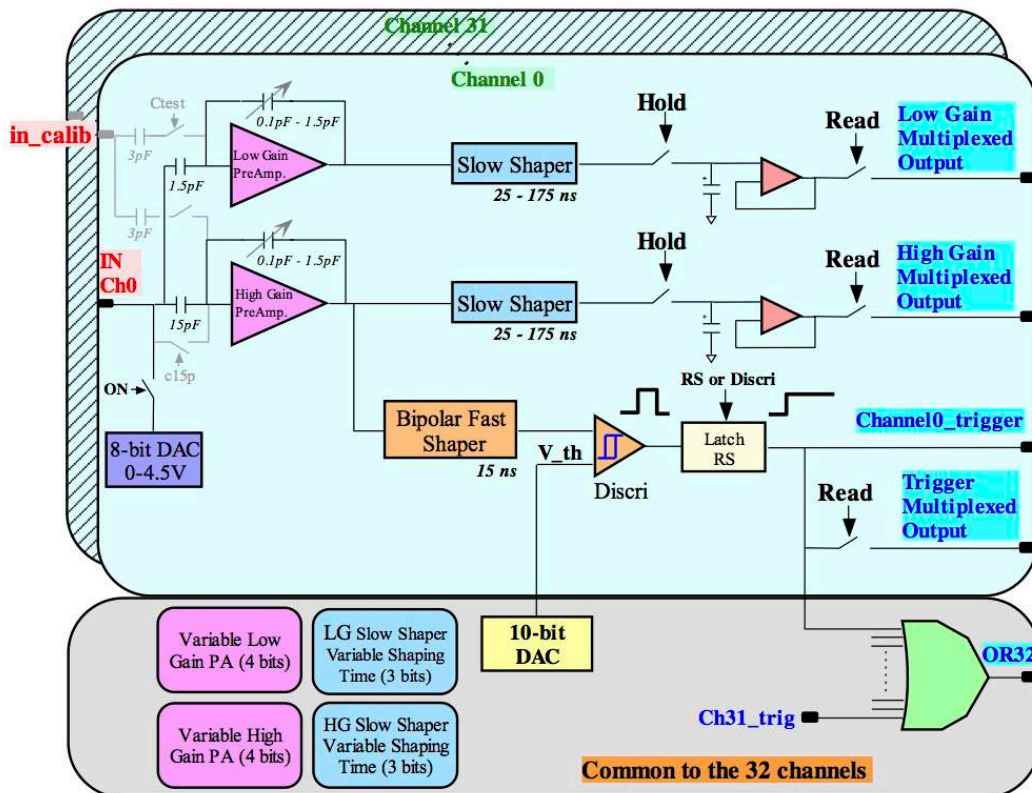 Channel 31
Channel 0
in_calib
Ctest
3pF
1.5pF
0.1pF - 1.5pF
Low Gain
PreAmp.
Slow Shaper
25 - 175 ns
Hold
Read
Low Gain
Multiplexed
Output
3pF
IN
Ch0
15pF
c15p
0.1pF - 1.5pF
High Gain
PreAmp.
Slow Shaper
25 - 175 ns
Hold
Read
High Gain
Multiplexed
Output
ON
8-bit DAC
0-4.5V
Bipolar Fast
Shaper
15 ns
V_th
Discri
RS or Discri
Latch
RS
Channel0_trigger
Read
Trigger
Multiplexed
Output
Variable Low
Gain PA (4 bits)
LG Slow Shaper
Variable Shaping
Time (3 bits)
10-bit
DAC
OR32
Ch31_trig
Variable High
Gain PA (4 bits)
HG Slow Shaper
Variable Shaping
Time (3 bits)
Common to the 32 channels